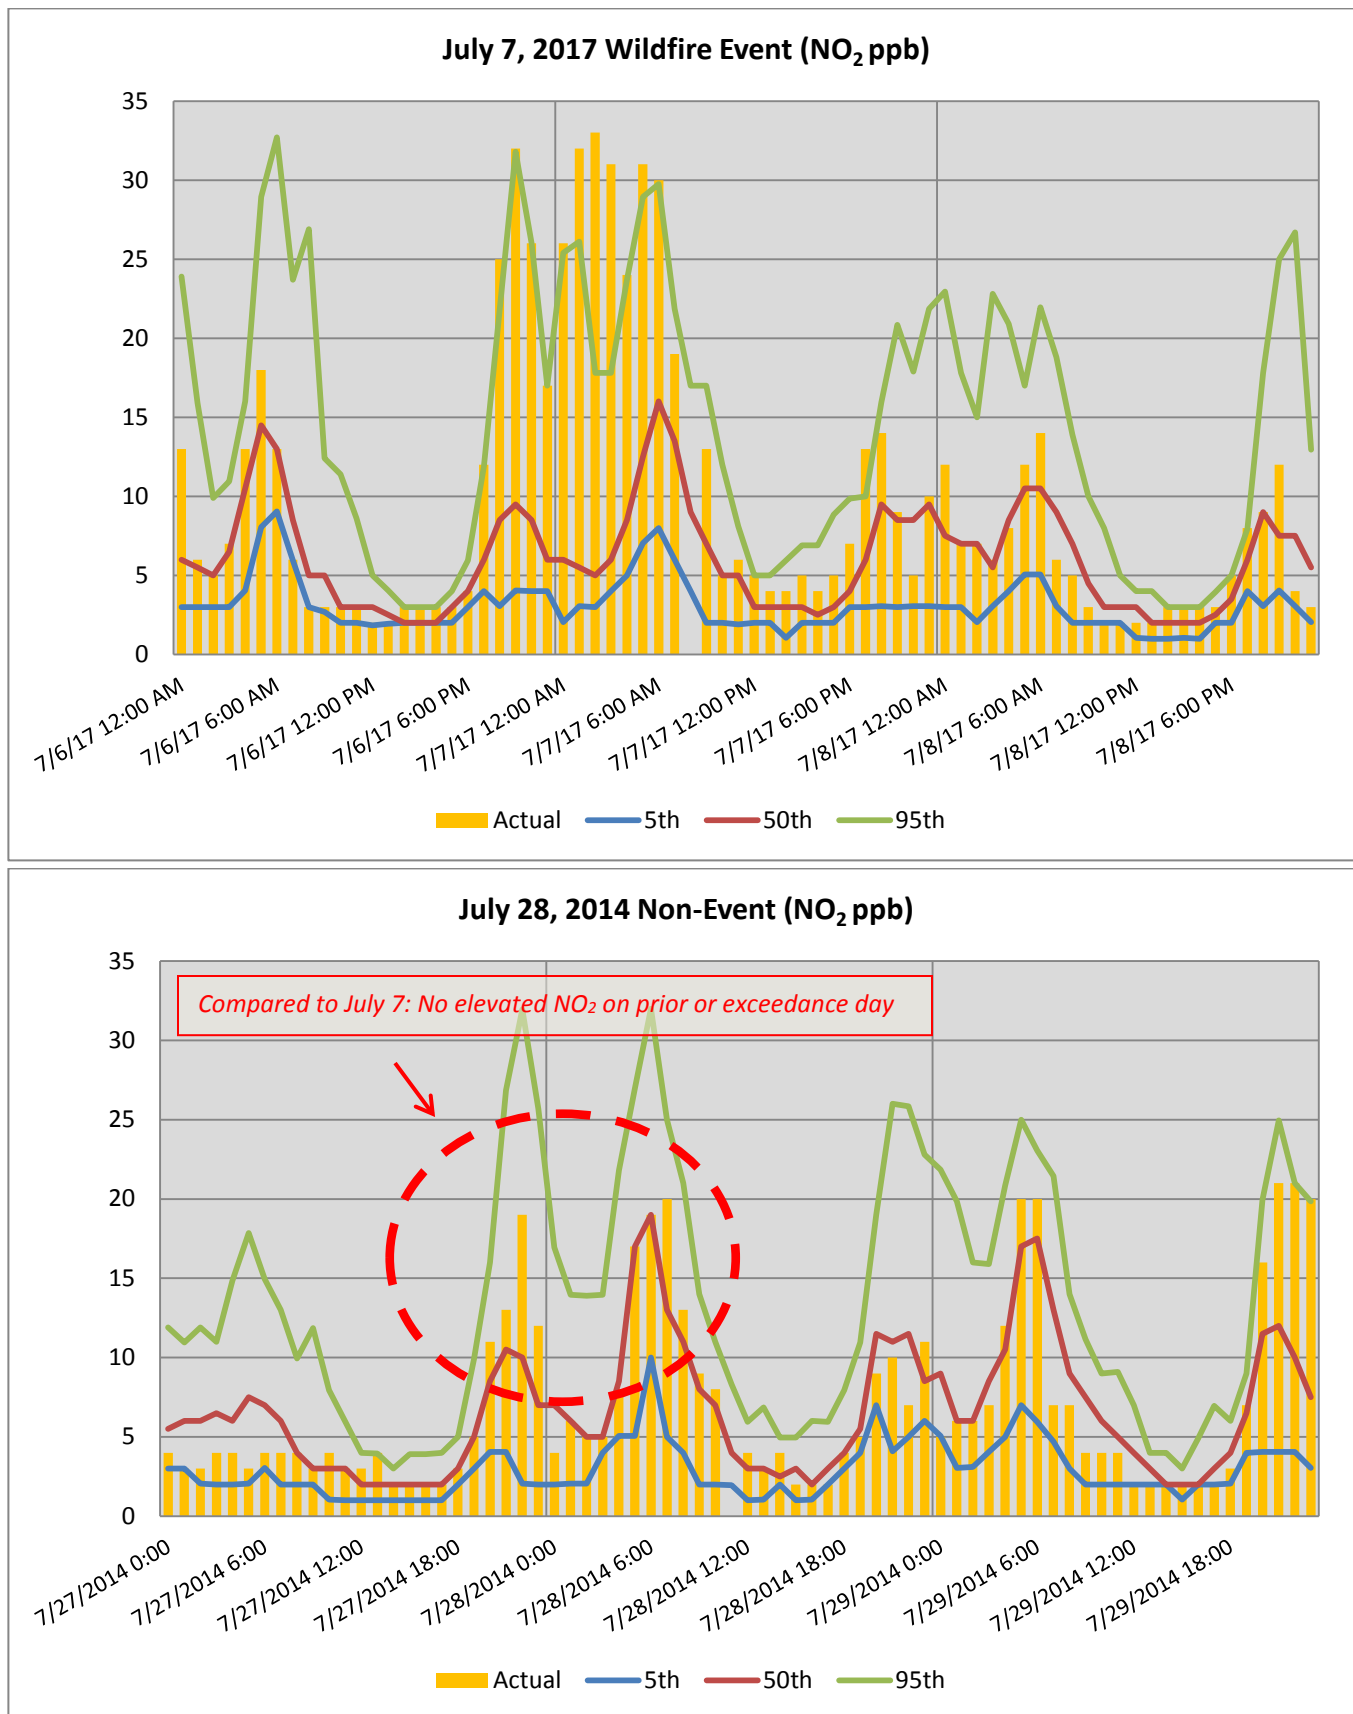 July 7, 2017 Wildfire Event (NO₂ ppb)
35
30
25
20
15
10
5
0
7/6/17 12:00 AM
7/6/17 6:00 AM
7/6/17 12:00 PM
7/6/17 6:00 PM
7/7/17 12:00 AM
7/7/17 6:00 AM
7/7/17 12:00 PM
7/7/17 6:00 PM
7/8/17 12:00 AM
7/8/17 6:00 AM
7/8/17 12:00 PM
7/8/17 6:00 PM
Actual 5th 50th 95th
July 28, 2014 Non-Event (NO₂ ppb)
35
Compared to July 7: No elevated NO₂ on prior or exceedance day
30
25
20
15
10
5
0
7/27/2014 0:00
7/27/2014 6:00
7/27/2014 12:00
7/27/2014 18:00
7/28/2014 0:00
7/28/2014 6:00
7/28/2014 12:00
7/28/2014 18:00
7/29/2014 0:00
7/29/2014 6:00
7/29/2014 12:00
7/29/2014 18:00
Actual 5th 50th 95th